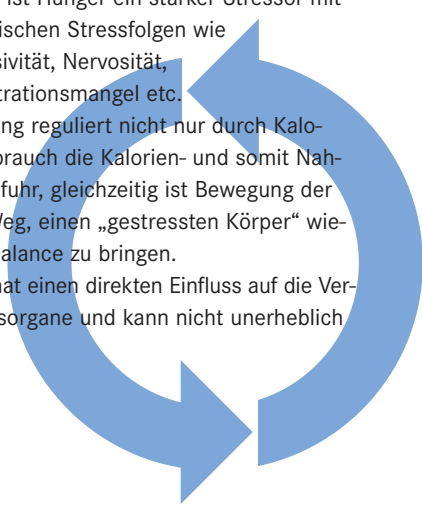 ist Hunger ein starker Stressor mit
ischen Stressfolgen wie
sivität, Nervosität,
trationsmangel etc.
ng reguliert nicht nur durch Kalo-
brauch die Kalorien- und somit Nah-
fuhr, gleichzeitig ist Bewegung der
Weg, einen „gestressten Körper“ wie-
alance zu bringen.
hat einen direkten Einfluss auf die Ver-
sorgane und kann nicht unerheblich